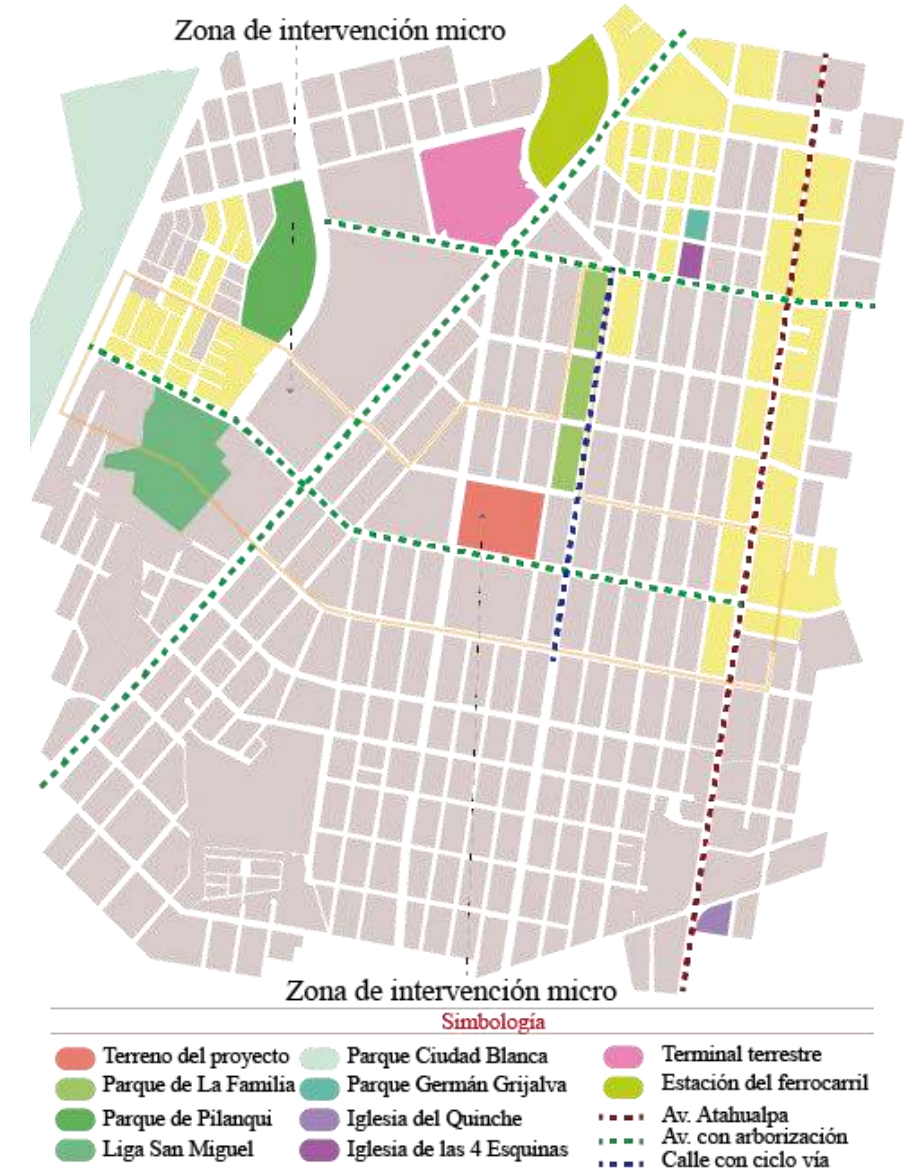 Zona de intervención micro
Zona de intervención micro
Simbología
Terreno del proyecto
Parque de La Familia
Parque de Pilanqui
Liga San Miguel
Parque Ciudad Blanca
Parque Germán Grijalva
Iglesia del Quinche
Iglesia de las 4 Esquinas
Terminal terrestre
Estación del ferrocarril
Av. Atahualpa
Av. con arborización
Calle con ciclo vía